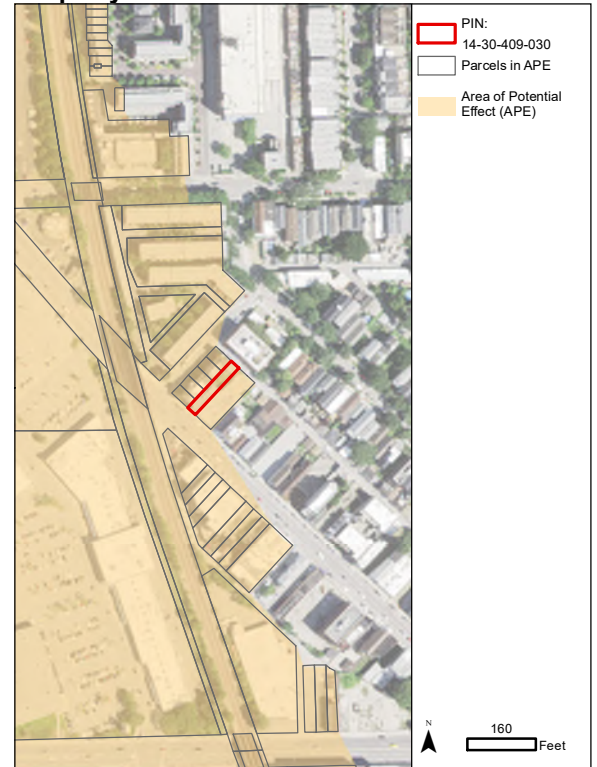 PIN:
14-30-409-030
Parcels in APE
Area of Potential
Effect (APE)
N
160
Feet